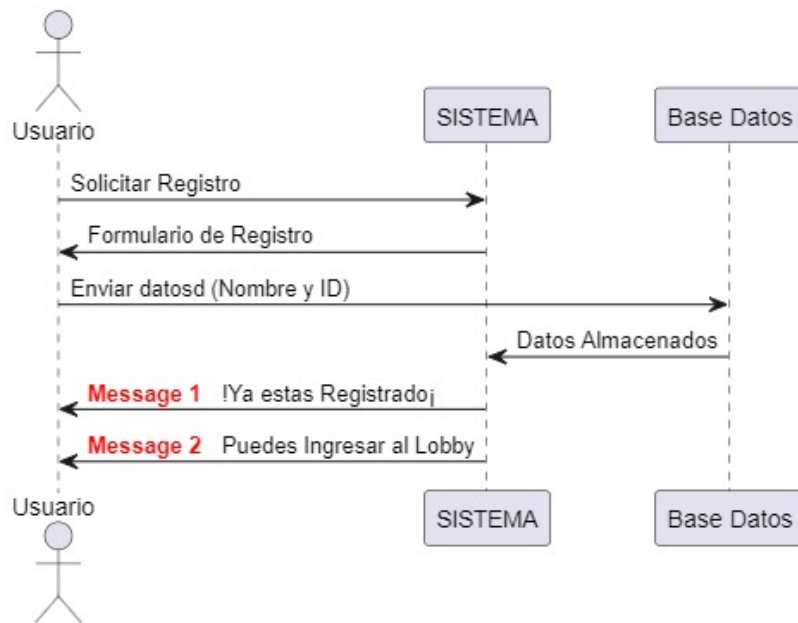 Usuario
SISTEMA
Base Datos
Solicitar Registro
Formulario de Registro
Enviar datosd (Nombre y ID)
Datos Almacenados
Message 1 !Ya estas Registrado¡
Message 2 Puedes Ingresar al Lobby
Usuario
SISTEMA
Base Datos